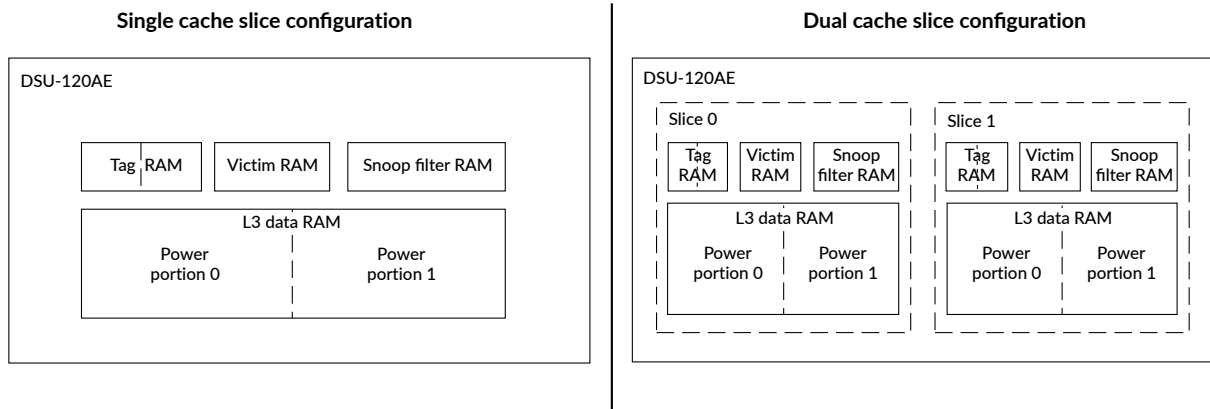 Single cache slice configuration
DSU-120AE
Tag RAM
Victim RAM
Snoop filter RAM
L3 data RAM
Power
portion 0
Power
portion 1
Dual cache slice configuration
DSU-120AE
Slice 0
Tag
RAM
Victim
RAM
Snoop
filter RAM
L3 data RAM
Power
portion 0
Power
portion 1
Slice 1
Tag
RAM
Victim
RAM
Snoop
filter RAM
L3 data RAM
Power
portion 0
Power
portion 1